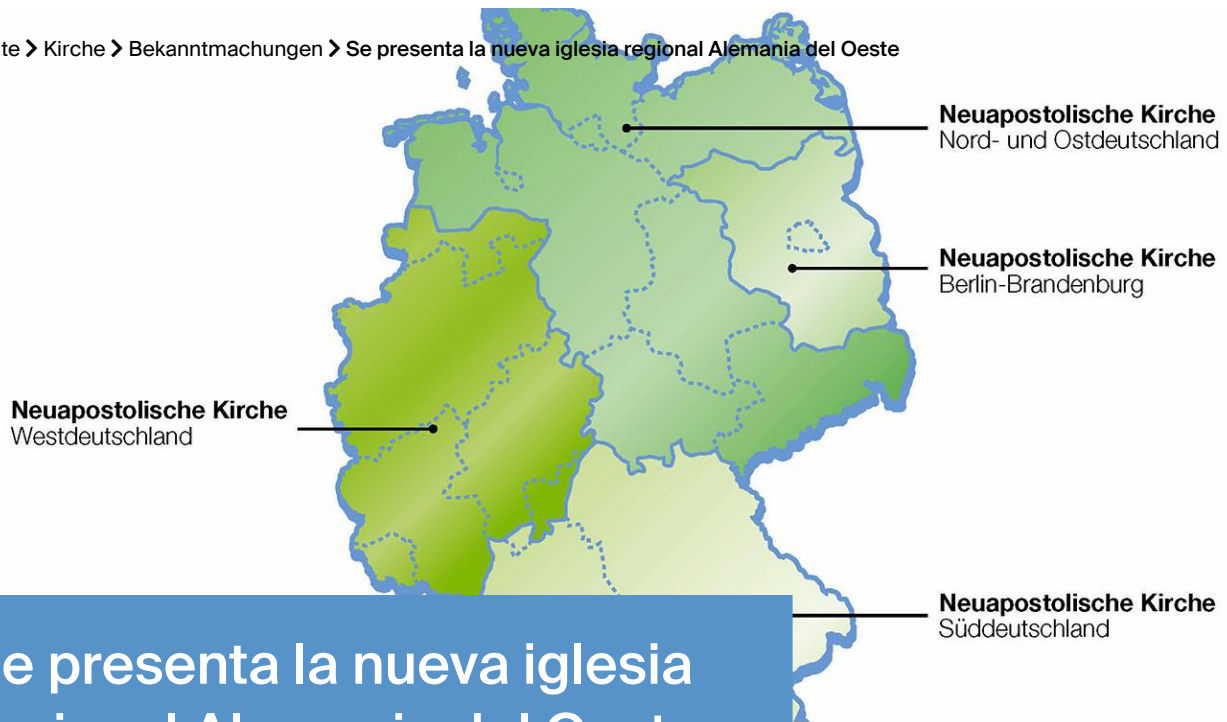 te > Kirche > Bekanntmachungen > Se presenta la nueva iglesia regional Alemania del Oeste
Neuapostolische Kirche
Nord- und Ostdeutschland
Neuapostolische Kirche
Berlin-Brandenburg
Neuapostolische Kirche
Westdeutschland
Neuapostolische Kirche
Süddeutschland
e presenta la nueva iglesia